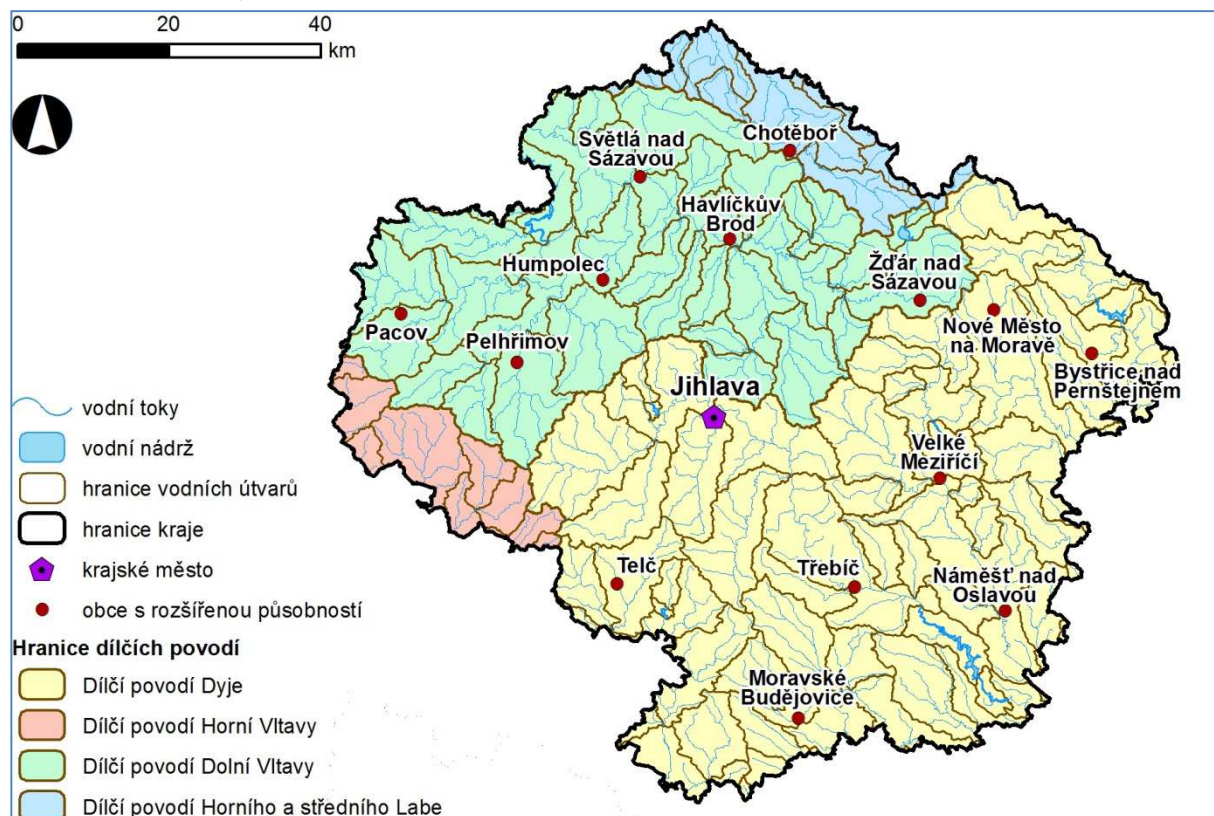 0 20 40
km
Chotěboř
Světlá nad
Sázavou
Havlíčkův
Brod
Humpolec
Žďár nad
Sázavou
Pacov
Pelhřimov
Nové Město
na Moravě
Jihlava
Bystřice nad
Pernštejnem
Velké
Meziříčí
Telč
Třebíč
Náměšť nad
Oslavou
Moravské
Budějovice
vodní toky
vodní nádrž
hranice vodních útvarů
hranice kraje
krajské město
obce s rozšířenou působností
Hranice dílčích povodí
Dílčí povodí Dyje
Dílčí povodí Horní Vltavy
Dílčí povodí Dolní Vltavy
Dílčí povodí Horního a středního Labe